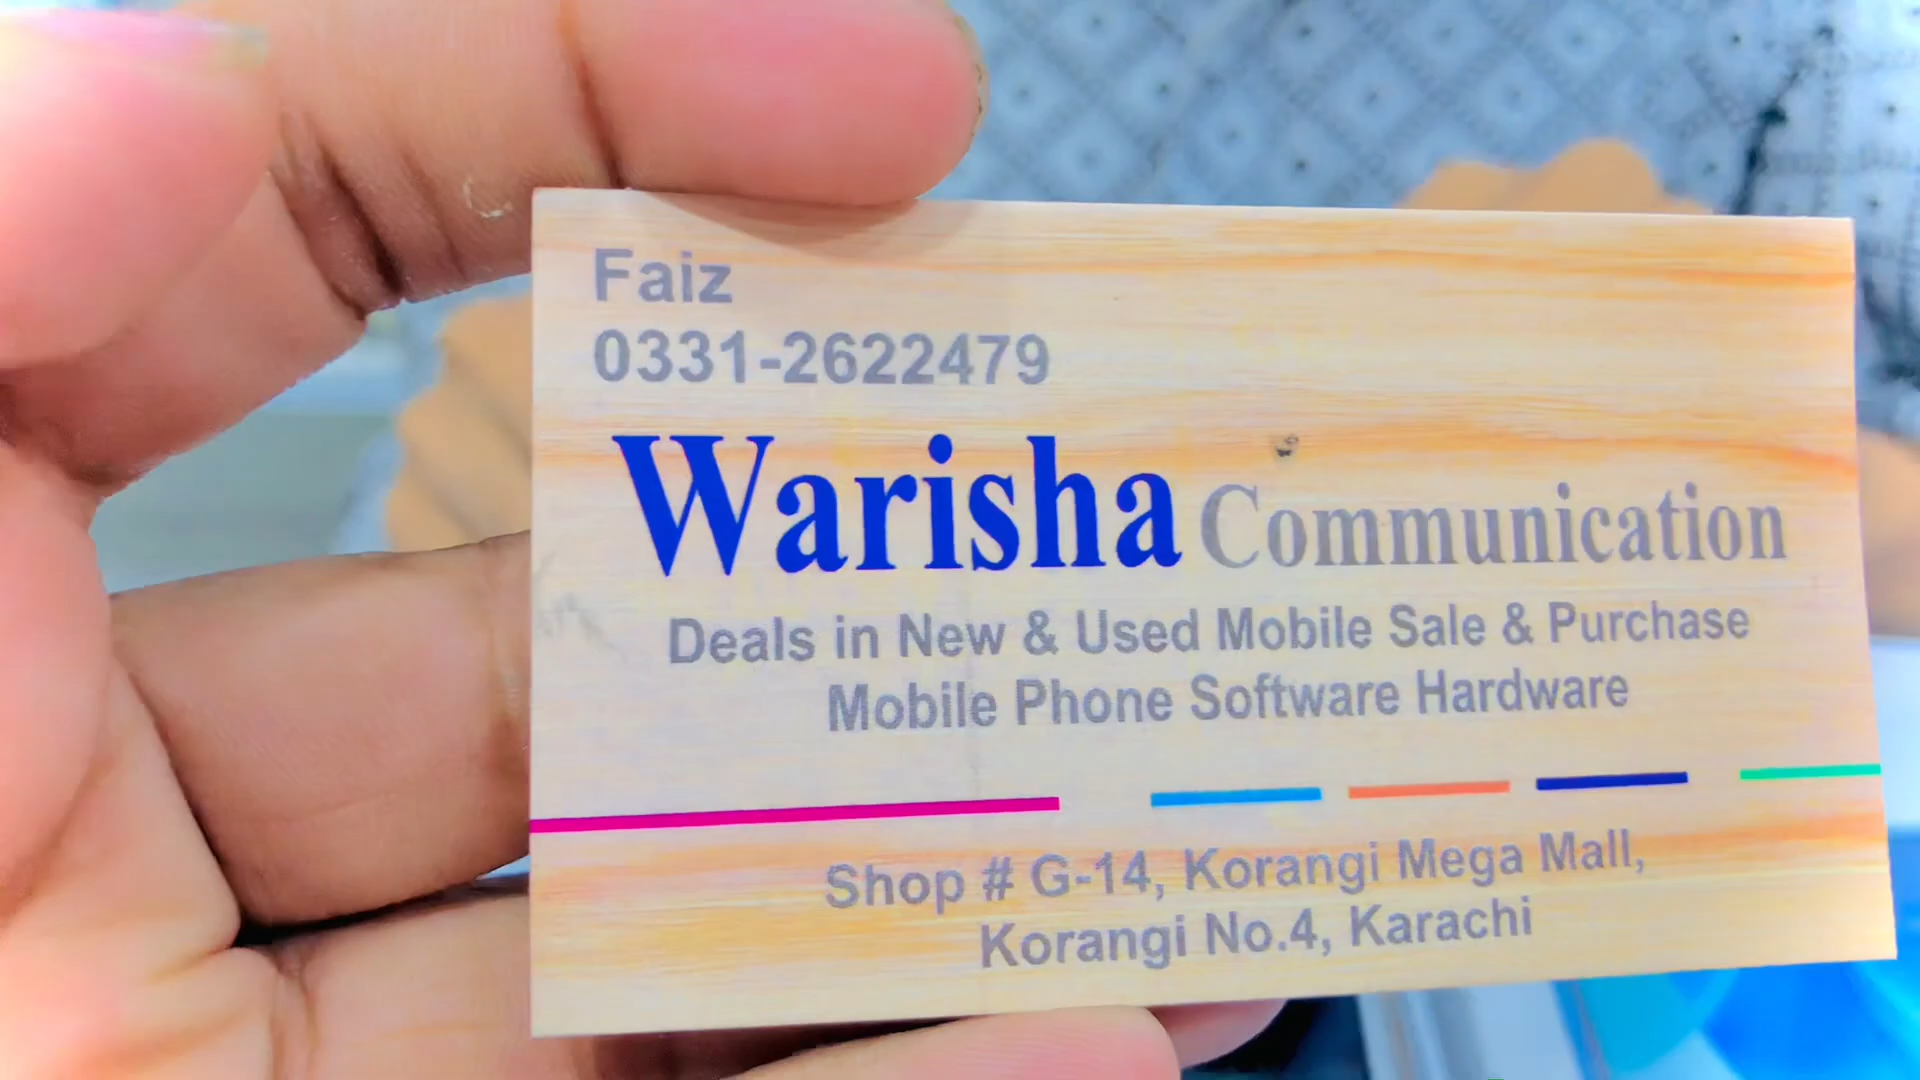 Faiz
0331-2622479
Warisha Communication
Deals in New & Used Mobile Sale & Purchase
Mobile Phone Software Hardware
Shop # G-14, Korangi Mega Mall,
Korangi No.4, Karachi